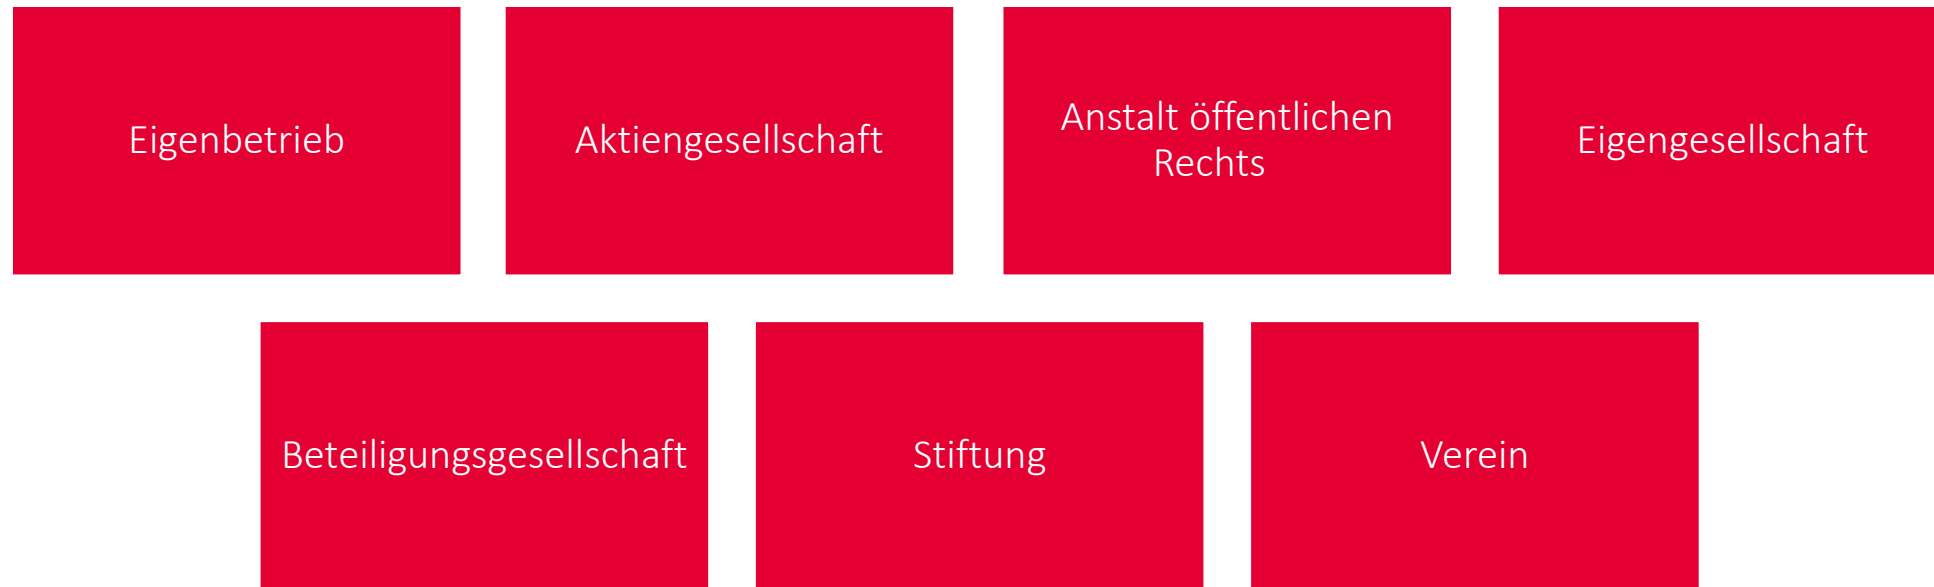 Eigenbetrieb
Aktiengesellschaft
Anstalt öffentlichen
Rechts
Eigengesellschaft
Beteiligungsgesellschaft
Stiftung
Verein